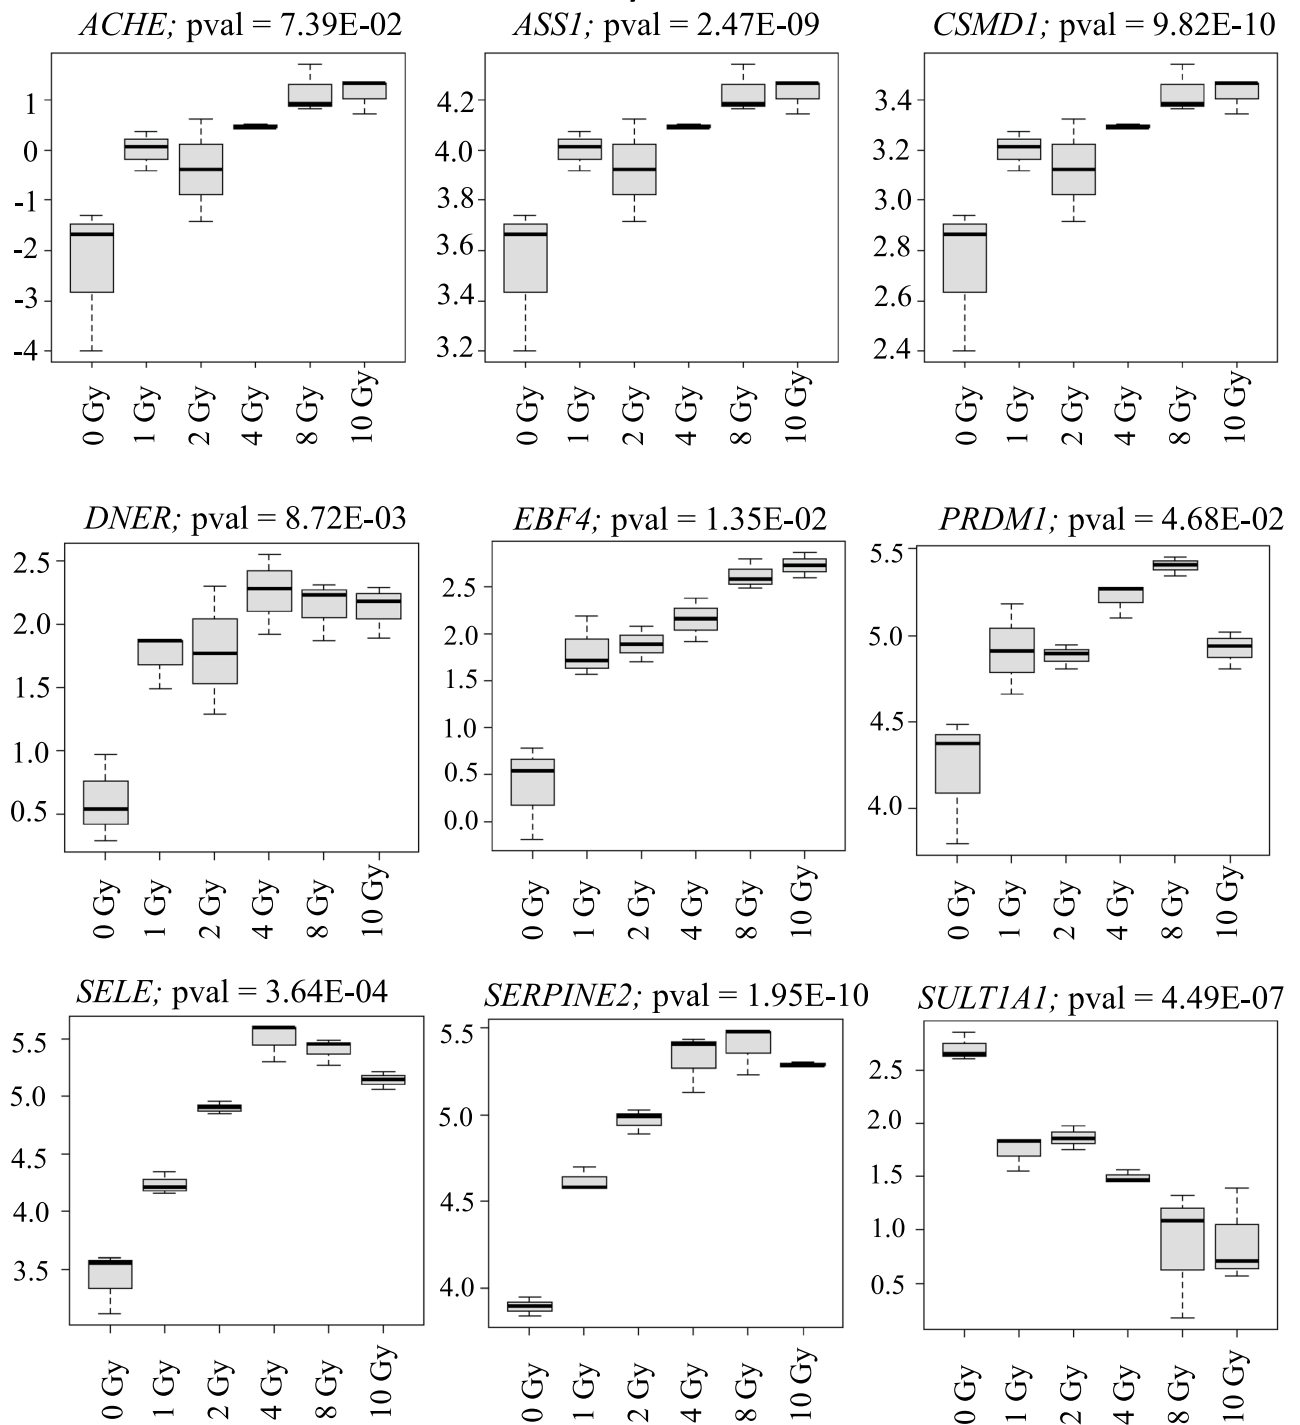 ACHE; pval = 7.39E-02
ASS1; pval = 2.47E-09
CSMD1; pval = 9.82E-10
1
0
-1
-2
-3
-4
0 Gy
1 Gy
2 Gy
4 Gy
8 Gy
10 Gy
4.2
4.0
3.8
3.6
3.4
3.2
0 Gy
1 Gy
2 Gy
4 Gy
8 Gy
10 Gy
3.4
3.2
3.0
2.8
2.6
2.4
0 Gy
1 Gy
2 Gy
4 Gy
8 Gy
10 Gy
DNER; pval = 8.72E-03
EBF4; pval = 1.35E-02
PRDM1; pval = 4.68E-02
2.5
2.0
1.5
1.0
0.5
0 Gy
1 Gy
2 Gy
4 Gy
8 Gy
10 Gy
2.5
2.0
1.5
1.0
0.5
0.0
0 Gy
1 Gy
2 Gy
4 Gy
8 Gy
10 Gy
5.5
5.0
4.5
4.0
0 Gy
1 Gy
2 Gy
4 Gy
8 Gy
10 Gy
SELE; pval = 3.64E-04
SERPINE2; pval = 1.95E-10
SULT1A1; pval = 4.49E-07
5.5
5.0
4.5
4.0
3.5
0 Gy
1 Gy
2 Gy
4 Gy
8 Gy
10 Gy
5.5
5.0
4.5
4.0
0 Gy
1 Gy
2 Gy
4 Gy
8 Gy
10 Gy
2.5
2.0
1.5
1.0
0.5
0 Gy
1 Gy
2 Gy
4 Gy
8 Gy
10 Gy